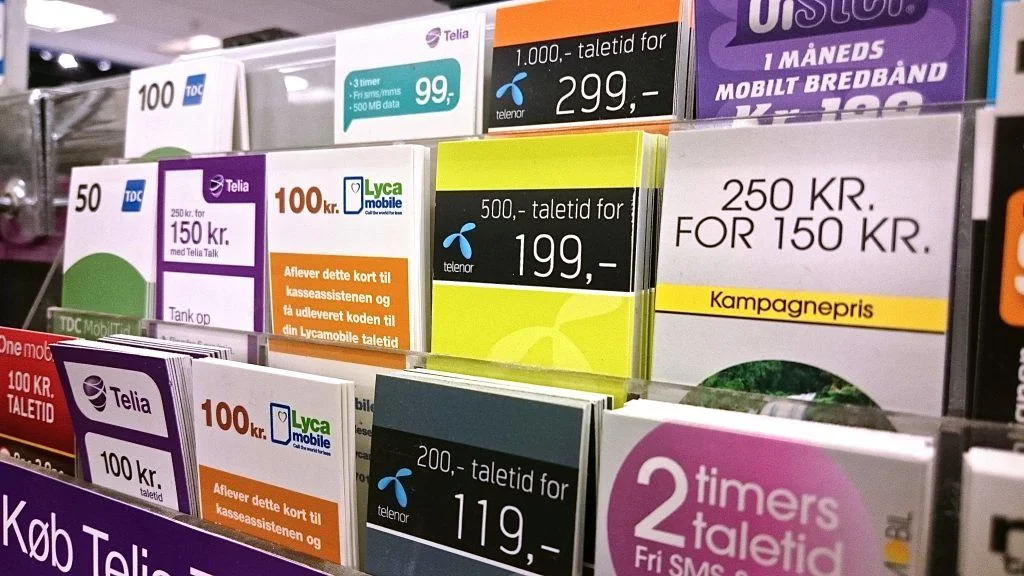 100 TDC
Telia
• 3 timer
• Fri sms/mms
• 500 MB data
99,-
1.000,- taletid for
299,-
telenor
1 MÅNEDS
MOBILT BREDBÅND
50 TDC
Telia
250 kr. for
150 kr.
med Telia Talk
Tank op
100kr.
Lyca
mobile
Call the world for less
Aflever dette kort til
kasseassistenen og
få udleveret koden til
din Lycamobile taletid
500,- taletid for
199,-
telenor
250 KR.
FOR 150 KR.
Kampagnepris
TDC MobilTid
100 KR.
TALETID
Telia
100 kr.
taletid
100kr.
Lyca
mobile
Call the world for less
Aflever dette kort til
kasseassistenen og
200,- taletid for
119,-
telenor
2 timers
taletid
Fri SMS
Køb Telia